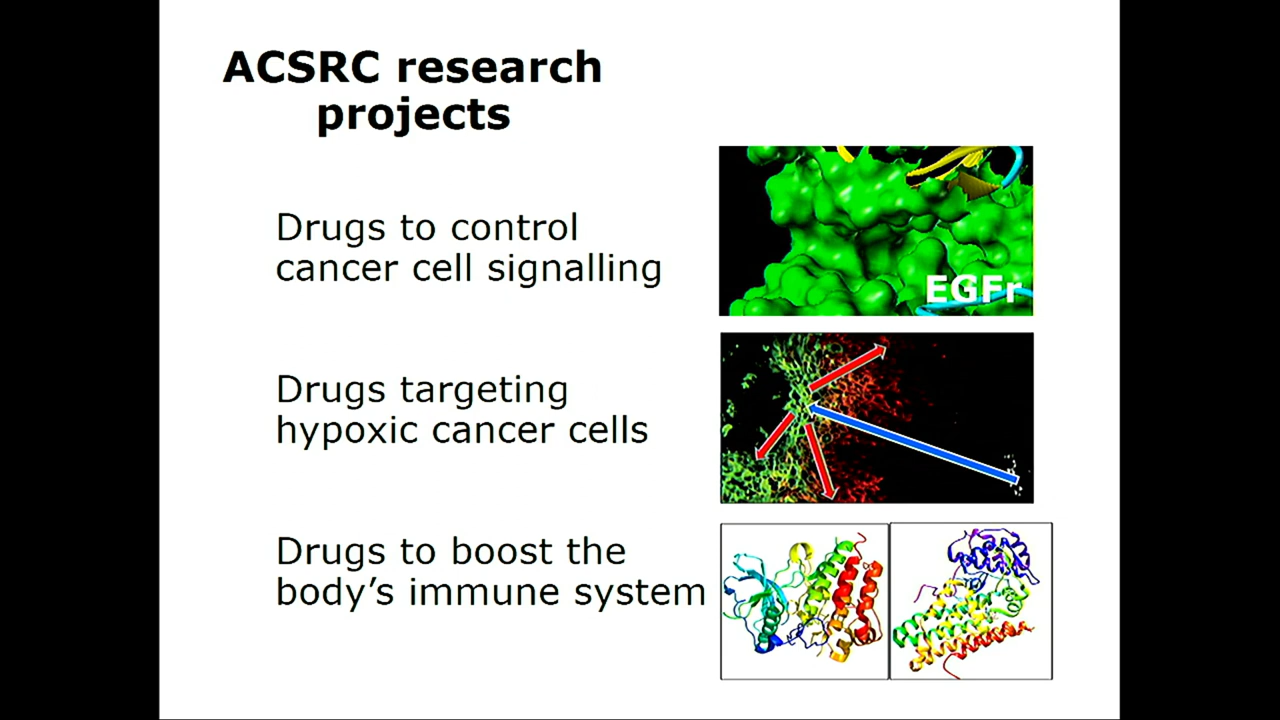 ACSRC research
projects
Drugs to control
cancer cell signalling
EGFr
Drugs targeting
hypoxic cancer cells
Drugs to boost the
body’s immune system